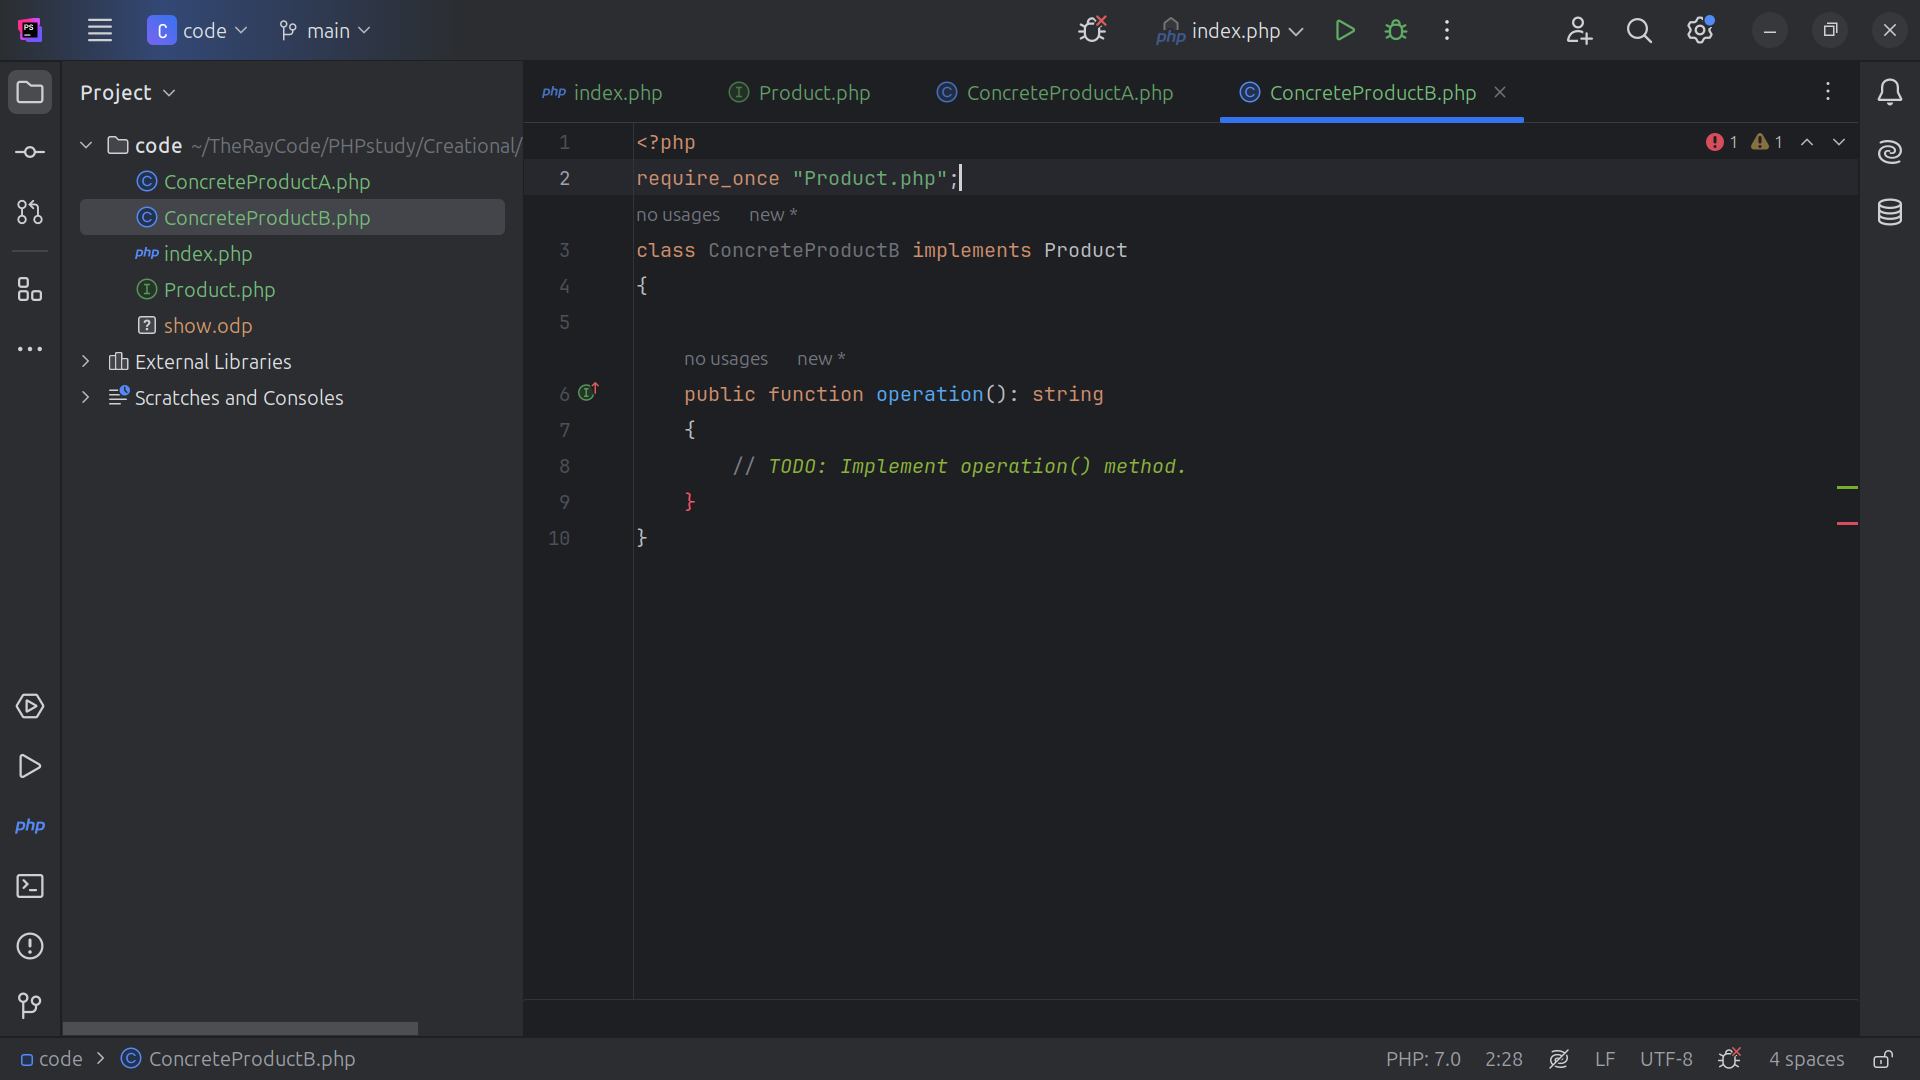 PS
C code main php index.php
Project
php index.php I Product.php C ConcreteProductA.php C ConcreteProductB.php
code ~/TheRayCode/PHPstudy/Creational/
C ConcreteProductA.php
C ConcreteProductB.php
php index.php
I Product.php
? show.odp
External Libraries
Scratches and Consoles
php
1 <?php
1 1
2 require_once "Product.php";
no usages new *
3 class ConcreteProductB implements Product
4 {
5
no usages new *
6 public function operation(): string
7 {
8 // TODO: Implement operation() method.
9 }
10 }
code > C ConcreteProductB.php
PHP: 7.0 2:28 LF UTF-8 4 spaces